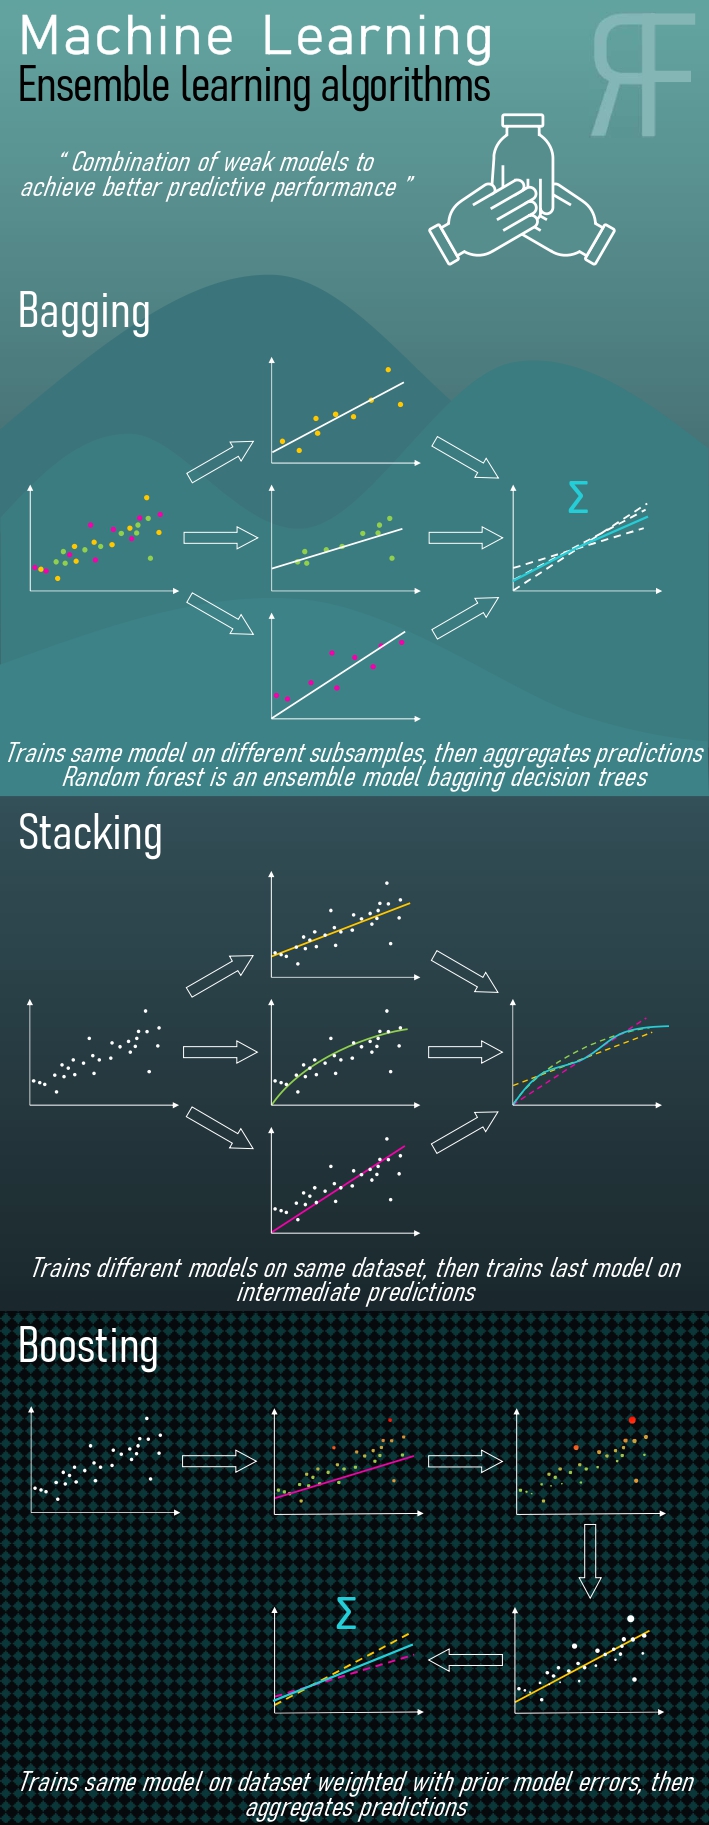 Machine Learning
Ensemble learning algorithms
RF
“ Combination of weak models to
achieve better predictive performance ”
Bagging
Σ
Trains same model on different subsamples, then aggregates predictions
Random forest is an ensemble model bagging decision trees
Stacking
Trains different models on same dataset, then trains last model on
intermediate predictions
Boosting
Σ
Trains same model on dataset weighted with prior model errors, then
aggregates predictions